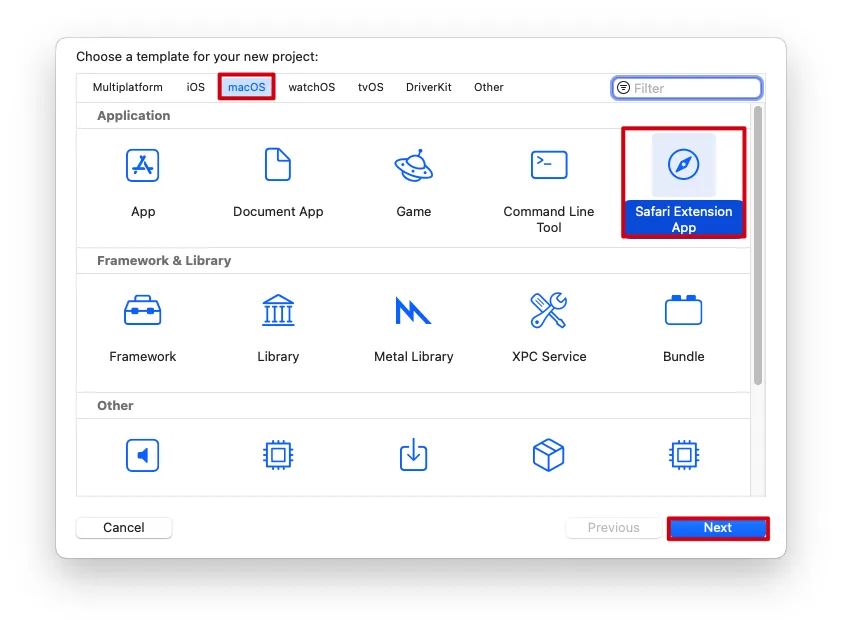 Choose a template for your new project:
Multiplatform iOS macOS watchOS tvOS DriverKit Other
Filter
Application
App
Document App
Game
Command Line
Tool
Safari Extension
App
Framework & Library
Framework
Library
Metal Library
XPC Service
Bundle
Other
Cancel
Previous
Next